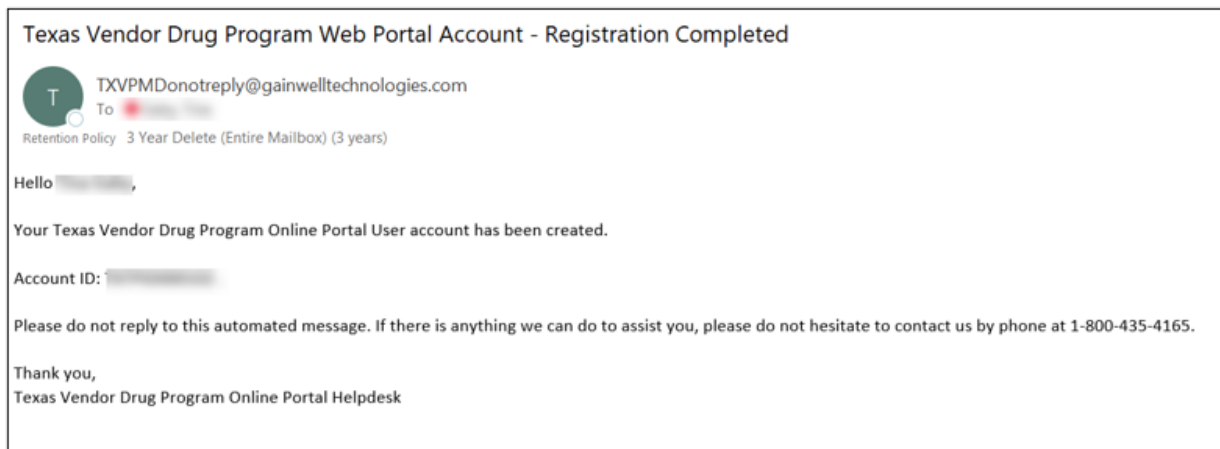 Texas Vendor Drug Program Web Portal Account - Registration Completed
T
TXVPMDonotreply@gainwelltechnologies.com
To
Retention Policy 3 Year Delete (Entire Mailbox) (3 years)
Hello ,
Your Texas Vendor Drug Program Online Portal User account has been created.
Account ID:
Please do not reply to this automated message. If there is anything we can do to assist you, please do not hesitate to contact us by phone at 1-800-435-4165.
Thank you,
Texas Vendor Drug Program Online Portal Helpdesk